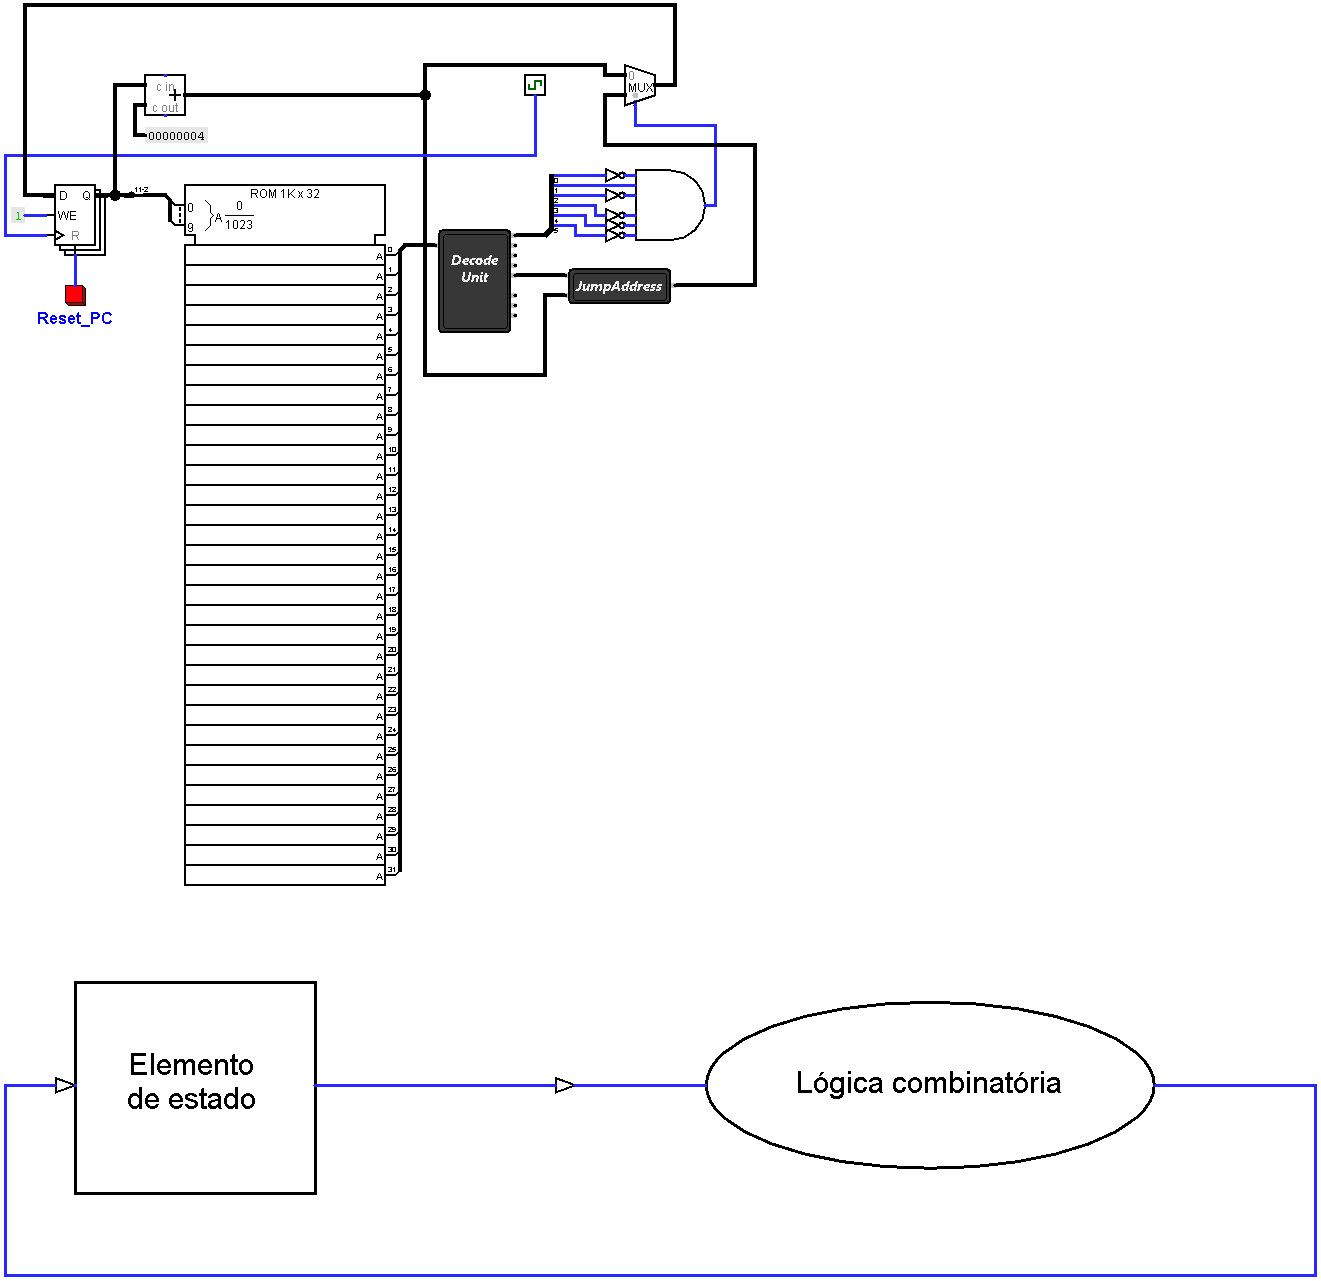 c in
+
c out
00000004
0
MUX
D Q
11-2
1
WE
R
Reset_PC
ROM 1K x 32
0
9
A
0
1023
A 0
A 1
A 2
A 3
A 4
A 5
A 6
A 7
A 8
A 9
A 10
A 11
A 12
A 13
A 14
A 15
A 16
A 17
A 18
A 19
A 20
A 21
A 22
A 23
A 24
A 25
A 26
A 27
A 28
A 29
A 30
A 31
0
1
2
3
4
5
Decode
Unit
JumpAddress
Elemento
de estado
Lógica combinatória